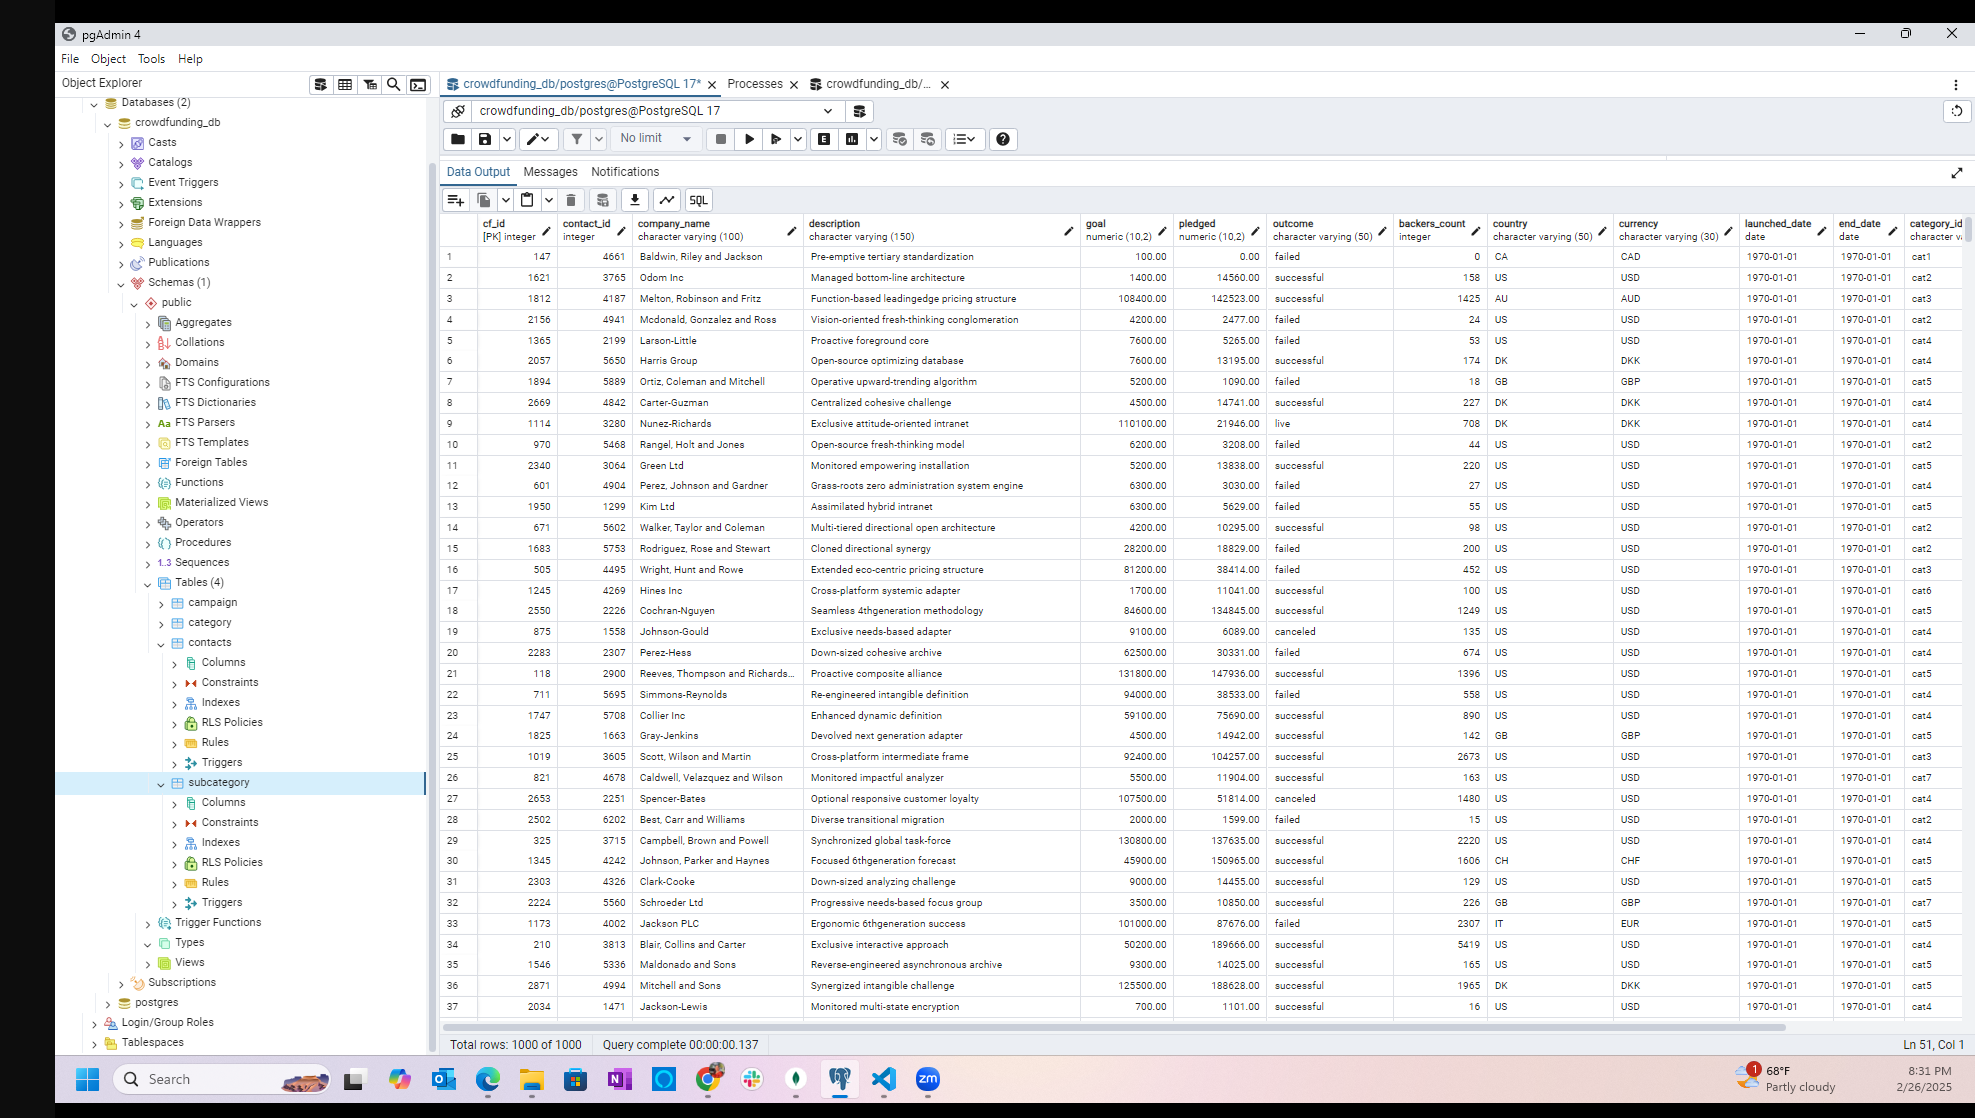 pgAdmin 4
File Object Tools Help
Object Explorer
Databases (2)
crowdfunding_db
Casts
Catalogs
Event Triggers
Extensions
Foreign Data Wrappers
Languages
Publications
Schemas (1)
public
Aggregates
Collations
Domains
FTS Configurations
FTS Dictionaries
Aa FTS Parsers
FTS Templates
Foreign Tables
Functions
Materialized Views
Operators
Procedures
1..3 Sequences
Tables (4)
campaign
category
contacts
Columns
Constraints
Indexes
RLS Policies
Rules
Triggers
subcategory
Columns
Constraints
Indexes
RLS Policies
Rules
Triggers
Trigger Functions
Types
Views
Subscriptions
postgres
Login/Group Roles
Tablespaces
crowdfunding_db/postgres@PostgreSQL 17* Processes crowdfunding_db/...
crowdfunding_db/postgres@PostgreSQL 17
No limit E
Data Output Messages Notifications
SQL
cf_id contact_id company_name description goal pledged outcome backers_count country currency launched_date end_date category_id
[PK] integer integer character varying (100) character varying (150) numeric (10,2) numeric (10,2) character varying (50) integer character varying (50) character varying (30) date date character va
1 147 4661 Baldwin, Riley and Jackson Pre-emptive tertiary standardization 100.00 0.00 failed 0 CA CAD 1970-01-01 1970-01-01 cat1
2 1621 3765 Odom Inc Managed bottom-line architecture 1400.00 14560.00 successful 158 US USD 1970-01-01 1970-01-01 cat2
3 1812 4187 Melton, Robinson and Fritz Function-based leadingedge pricing structure 108400.00 142523.00 successful 1425 AU AUD 1970-01-01 1970-01-01 cat3
4 2156 4941 Mcdonald, Gonzalez and Ross Vision-oriented fresh-thinking conglomeration 4200.00 2477.00 failed 24 US USD 1970-01-01 1970-01-01 cat2
5 1365 2199 Larson-Little Proactive foreground core 7600.00 5265.00 failed 53 US USD 1970-01-01 1970-01-01 cat4
6 2057 5650 Harris Group Open-source optimizing database 7600.00 13195.00 successful 174 DK DKK 1970-01-01 1970-01-01 cat4
7 1894 5889 Ortiz, Coleman and Mitchell Operative upward-trending algorithm 5200.00 1090.00 failed 18 GB GBP 1970-01-01 1970-01-01 cat5
8 2669 4842 Carter-Guzman Centralized cohesive challenge 4500.00 14741.00 successful 227 DK DKK 1970-01-01 1970-01-01 cat4
9 1114 3280 Nunez-Richards Exclusive attitude-oriented intranet 110100.00 21946.00 live 708 DK DKK 1970-01-01 1970-01-01 cat4
10 970 5468 Rangel, Holt and Jones Open-source fresh-thinking model 6200.00 3208.00 failed 44 US USD 1970-01-01 1970-01-01 cat2
11 2340 3064 Green Ltd Monitored empowering installation 5200.00 13838.00 successful 220 US USD 1970-01-01 1970-01-01 cat5
12 601 4904 Perez, Johnson and Gardner Grass-roots zero administration system engine 6300.00 3030.00 failed 27 US USD 1970-01-01 1970-01-01 cat4
13 1950 1299 Kim Ltd Assimilated hybrid intranet 6300.00 5629.00 failed 55 US USD 1970-01-01 1970-01-01 cat5
14 671 5602 Walker, Taylor and Coleman Multi-tiered directional open architecture 4200.00 10295.00 successful 98 US USD 1970-01-01 1970-01-01 cat2
15 1683 5753 Rodriguez, Rose and Stewart Cloned directional synergy 28200.00 18829.00 failed 200 US USD 1970-01-01 1970-01-01 cat2
16 505 4495 Wright, Hunt and Rowe Extended eco-centric pricing structure 81200.00 38414.00 failed 452 US USD 1970-01-01 1970-01-01 cat3
17 1245 4269 Hines Inc Cross-platform systemic adapter 1700.00 11041.00 successful 100 US USD 1970-01-01 1970-01-01 cat6
18 2550 2226 Cochran-Nguyen Seamless 4thgeneration methodology 84600.00 134845.00 successful 1249 US USD 1970-01-01 1970-01-01 cat5
19 875 1558 Johnson-Gould Exclusive needs-based adapter 9100.00 6089.00 canceled 135 US USD 1970-01-01 1970-01-01 cat4
20 2283 2307 Perez-Hess Down-sized cohesive archive 62500.00 30331.00 failed 674 US USD 1970-01-01 1970-01-01 cat4
21 118 2900 Reeves, Thompson and Richards... Proactive composite alliance 131800.00 147936.00 successful 1396 US USD 1970-01-01 1970-01-01 cat4
22 711 5695 Simmons-Reynolds Re-engineered intangible definition 94000.00 38533.00 failed 558 US USD 1970-01-01 1970-01-01 cat4
23 1747 5708 Collier Inc Enhanced dynamic definition 59100.00 75690.00 successful 890 US USD 1970-01-01 1970-01-01 cat4
24 1825 1663 Gray-Jenkins Devolved next generation adapter 4500.00 14942.00 successful 142 GB GBP 1970-01-01 1970-01-01 cat5
25 1019 3605 Scott, Wilson and Martin Cross-platform intermediate frame 92400.00 104257.00 successful 2673 US USD 1970-01-01 1970-01-01 cat3
26 821 4678 Caldwell, Velazquez and Wilson Monitored impactful analyzer 5500.00 11904.00 successful 163 US USD 1970-01-01 1970-01-01 cat7
27 2653 2251 Spencer-Bates Optional responsive customer loyalty 107500.00 51814.00 canceled 1480 US USD 1970-01-01 1970-01-01 cat4
28 2502 6202 Best, Carr and Williams Diverse transitional migration 2000.00 1599.00 failed 15 US USD 1970-01-01 1970-01-01 cat2
29 325 3715 Campbell, Brown and Powell Synchronized global task-force 130800.00 137635.00 successful 2220 US USD 1970-01-01 1970-01-01 cat4
30 1345 4242 Johnson, Parker and Haynes Focused 6thgeneration forecast 45900.00 150965.00 successful 1606 CH CHF 1970-01-01 1970-01-01 cat5
31 2303 4326 Clark-Cooke Down-sized analyzing challenge 9000.00 14455.00 successful 129 US USD 1970-01-01 1970-01-01 cat5
32 2224 5560 Schroeder Ltd Progressive needs-based focus group 3500.00 10850.00 successful 226 GB GBP 1970-01-01 1970-01-01 cat7
33 1173 4002 Jackson PLC Ergonomic 6thgeneration success 101000.00 87676.00 failed 2307 IT EUR 1970-01-01 1970-01-01 cat5
34 210 3813 Blair, Collins and Carter Exclusive interactive approach 50200.00 189666.00 successful 5419 US USD 1970-01-01 1970-01-01 cat4
35 1546 5336 Maldonado and Sons Reverse-engineered asynchronous archive 9300.00 14025.00 successful 165 US USD 1970-01-01 1970-01-01 cat5
36 2871 4994 Mitchell and Sons Synergized intangible challenge 125500.00 188628.00 successful 1965 DK DKK 1970-01-01 1970-01-01 cat5
37 2034 1471 Jackson-Lewis Monitored multi-state encryption 700.00 1101.00 successful 16 US USD 1970-01-01 1970-01-01 cat4
Total rows: 1000 of 1000 Query complete 00:00:00.137 Ln 51, Col 1
Search
N
zm
1
68°F
Partly cloudy
8:31 PM
2/26/2025